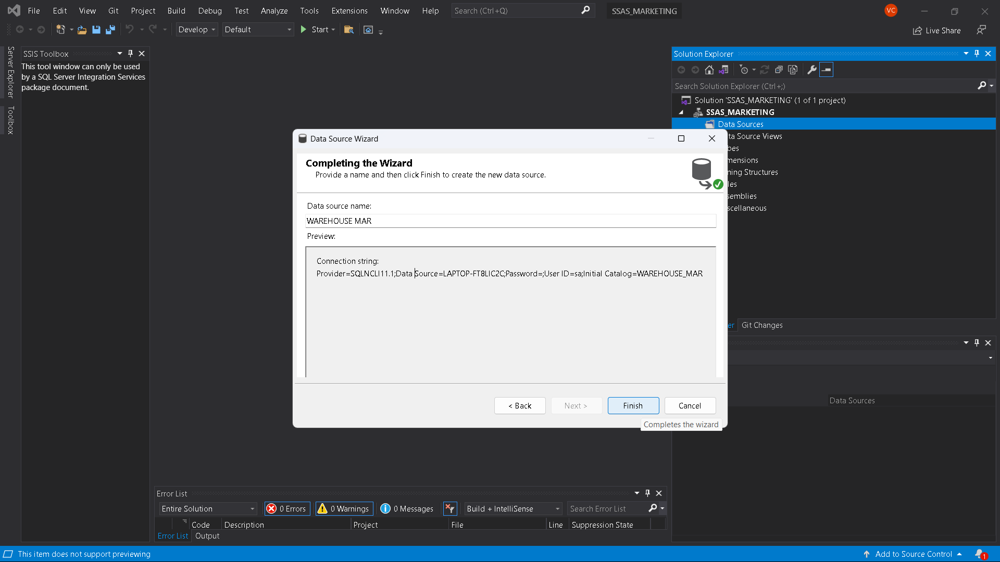 File Edit View Git Project Build Debug Test Analyze Tools Extensions Window Help Search (Ctrl+Q) SSAS_MARKETING VC
Develop Default Start Live Share
Server Explorer
Toolbox
SSIS Toolbox
This tool window can only be used
by a SQL Server Integration Services
package document.
Solution Explorer
Search Solution Explorer (Ctrl+;)
Solution 'SSAS_MARKETING' (1 of 1 project)
SSAS_MARKETING
Data Sources
ta Source Views
bes
mensions
ning Structures
les
semblies
scellaneous
er Git Changes
Data Sources
Data Source Wizard
Completing the Wizard
Provide a name and then click Finish to create the new data source.
Data source name:
WAREHOUSE MAR
Preview:
Connection string:
Provider=SQLNCLI11.1;Data Source=LAPTOP-FT8LIC2C;Password=;User ID=sa;Initial Catalog=WAREHOUSE_MAR
< Back Next > Finish Cancel
Completes the wizard
Error List
Entire Solution 0 Errors 0 Warnings 0 Messages Build + IntelliSense Search Error List
Code Description Project File Line Suppression State
Error List Output
This item does not support previewing Add to Source Control 1